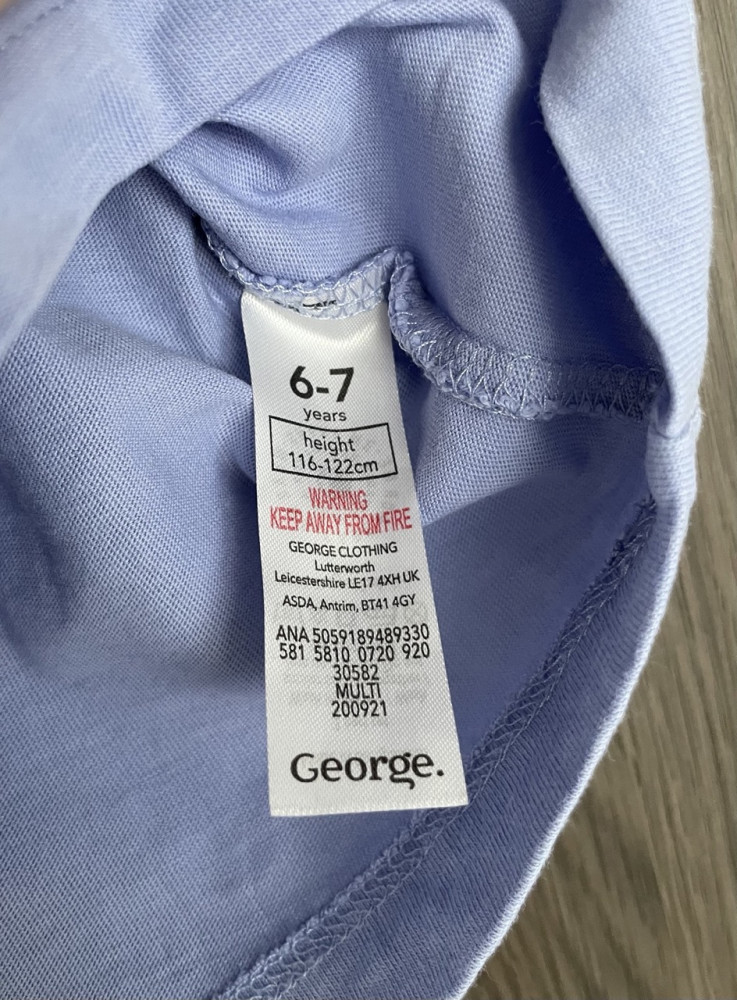 6-7
years
height
116-122cm
WARNING
KEEP AWAY FROM FIRE
GEORGE CLOTHING
Lutterworth
Leicestershire LE17 4XH UK
ASDA, Antrim, BT41 4GY
ANA 5059189489330
581 5810 0720 920
30582
MULTI
200921
George.